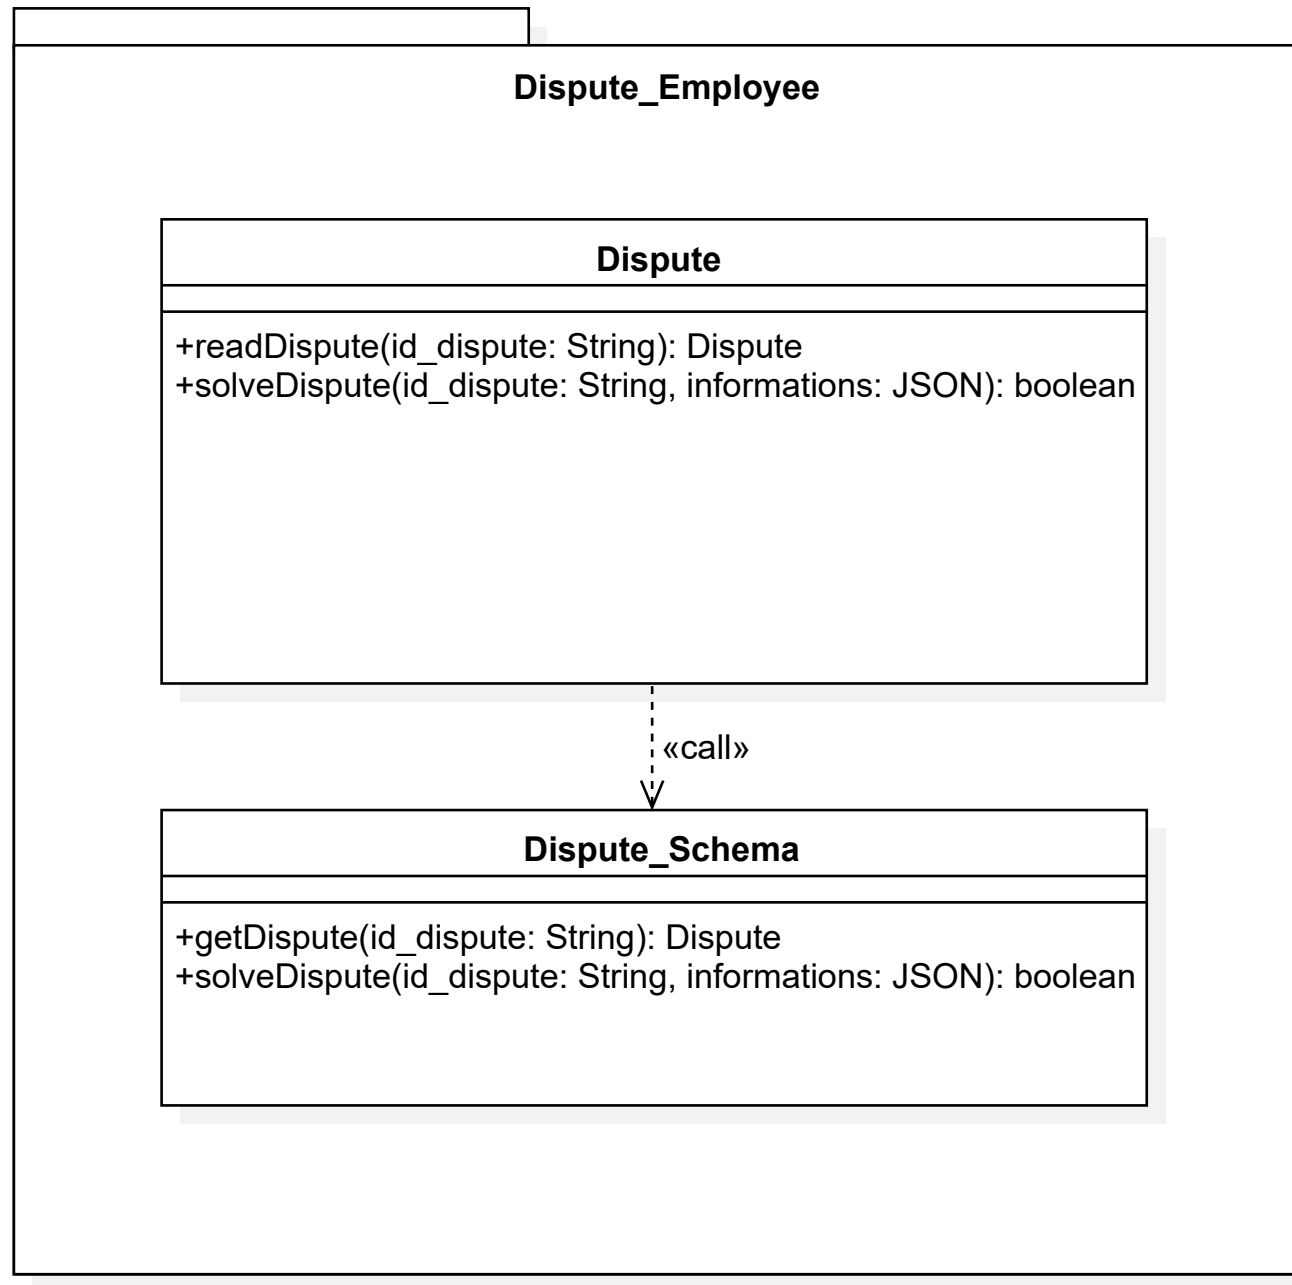 Dispute_Employee
Dispute
+readDispute(id_dispute: String): Dispute
+solveDispute(id_dispute: String, informations: JSON): boolean
«call»
Dispute_Schema
+getDispute(id_dispute: String): Dispute
+solveDispute(id_dispute: String, informations: JSON): boolean